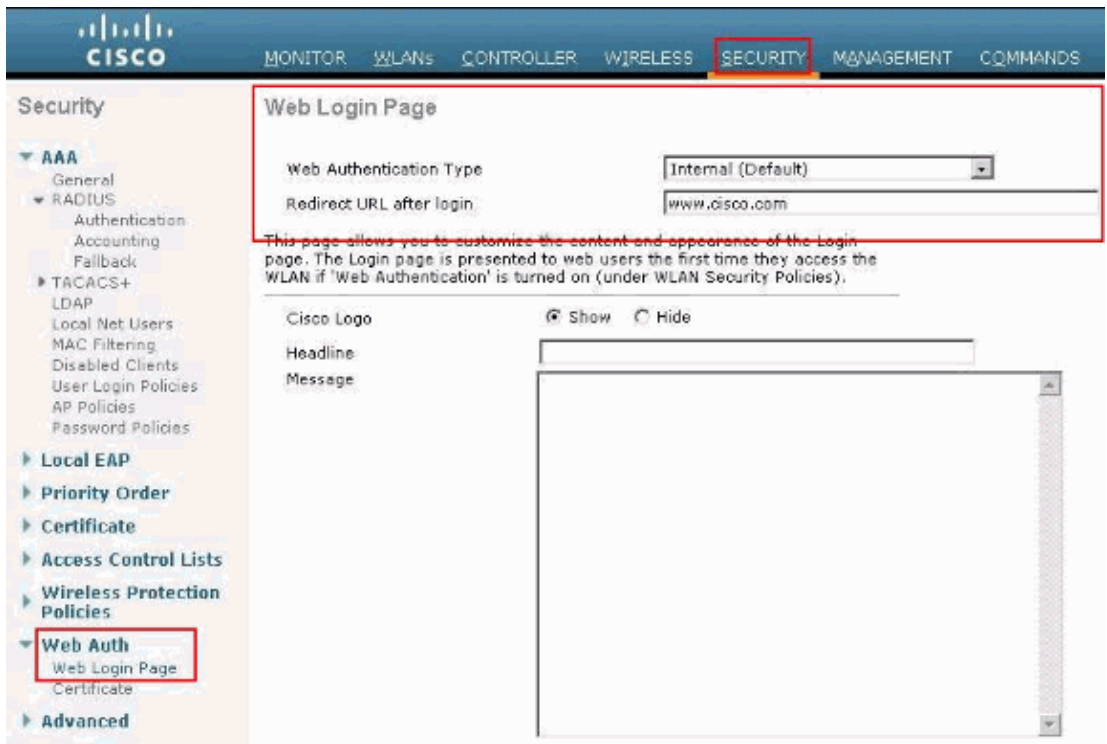 CISCO
MONITOR WLANs CONTROLLER WIRELESS SECURITY MANAGEMENT COMMANDS
Security
AAA
General
RADIUS
Authentication
Accounting
Fallback
TACACS+
LDAP
Local Net Users
MAC Filtering
Disabled Clients
User Login Policies
AP Policies
Password Policies
Local EAP
Priority Order
Certificate
Access Control Lists
Wireless Protection
Policies
Web Auth
Web Login Page
Certificate
Advanced
Web Login Page
Web Authentication Type Internal (Default)
Redirect URL after login www.cisco.com
This page allows you to customize the content and appearance of the Login
page. The Login page is presented to web users the first time they access the
WLAN if 'Web Authentication' is turned on (under WLAN Security Policies).
Cisco Logo Show Hide
Headline
Message